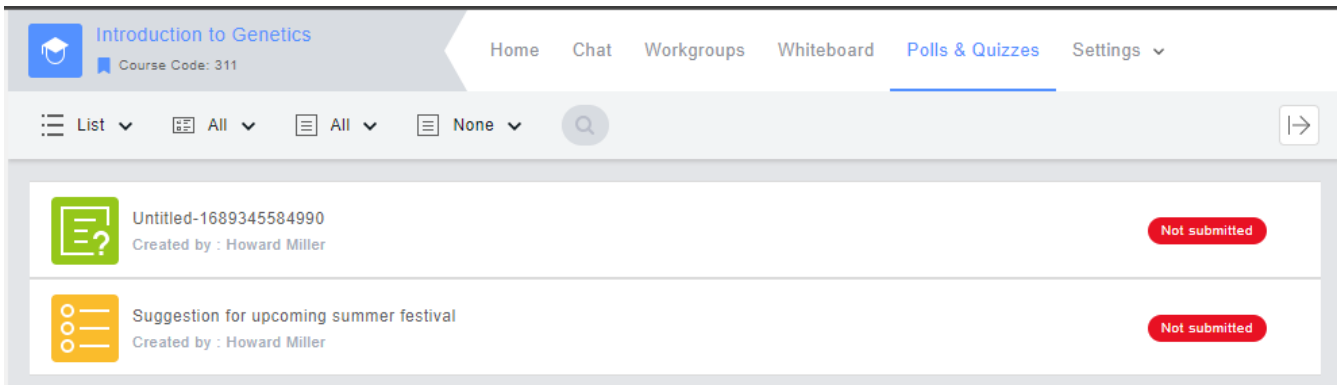 Introduction to Genetics
Course Code: 311
Home Chat Workgroups Whiteboard Polls & Quizzes Settings
List All All None
Untitled-1689345584990
Created by : Howard Miller
Not submitted
Suggestion for upcoming summer festival
Created by : Howard Miller
Not submitted